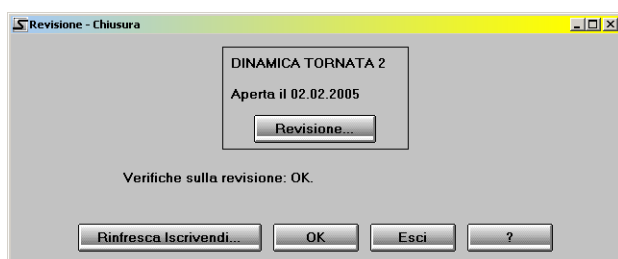 Revisione - Chiusura
DINAMICA TORNATA 2
Aperta il 02.02.2005
Revisione...
Verifiche sulla revisione: OK.
Rinfresca Iscrivendi... OK Esci ?